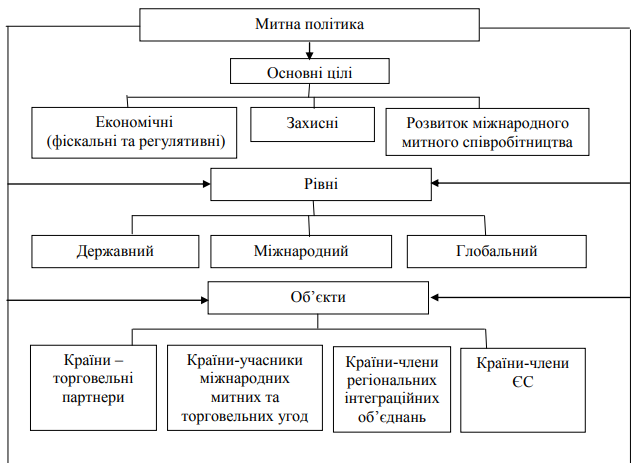 Митна політика
Основні цілі
Економічні
(фіскальні та регулятивні)
Захисні
Розвиток міжнародного
митного співробітництва
Рівні
Державний
Міжнародний
Глобальний
Об’єкти
Країни –
торговельні
партнери
Країни-учасники
міжнародних
митних та
торговельних угод
Країни-члени
регіональних
інтеграційних
об’єднань
Країни-члени
ЄС